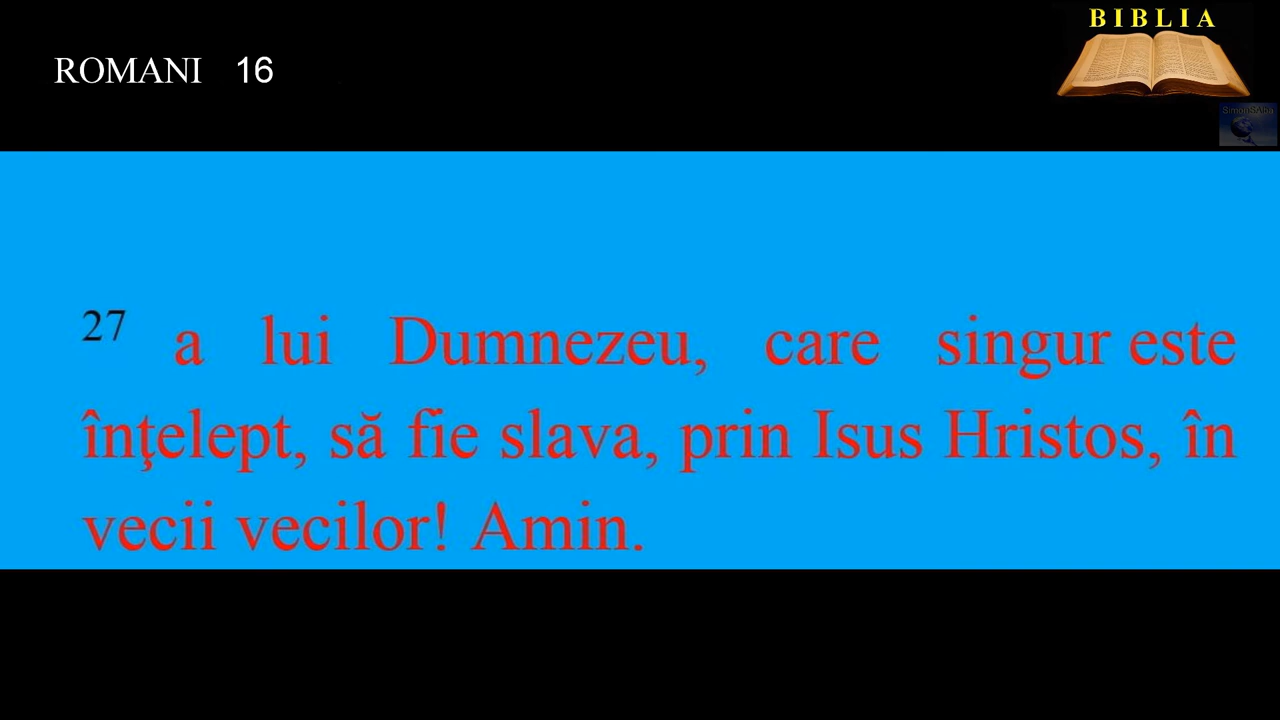 BIBLIA
ROMANI 16
27 a lui Dumnezeu, care singur este
înţelept, să fie slava, prin Isus Hristos, în
vecii vecilor! Amin.